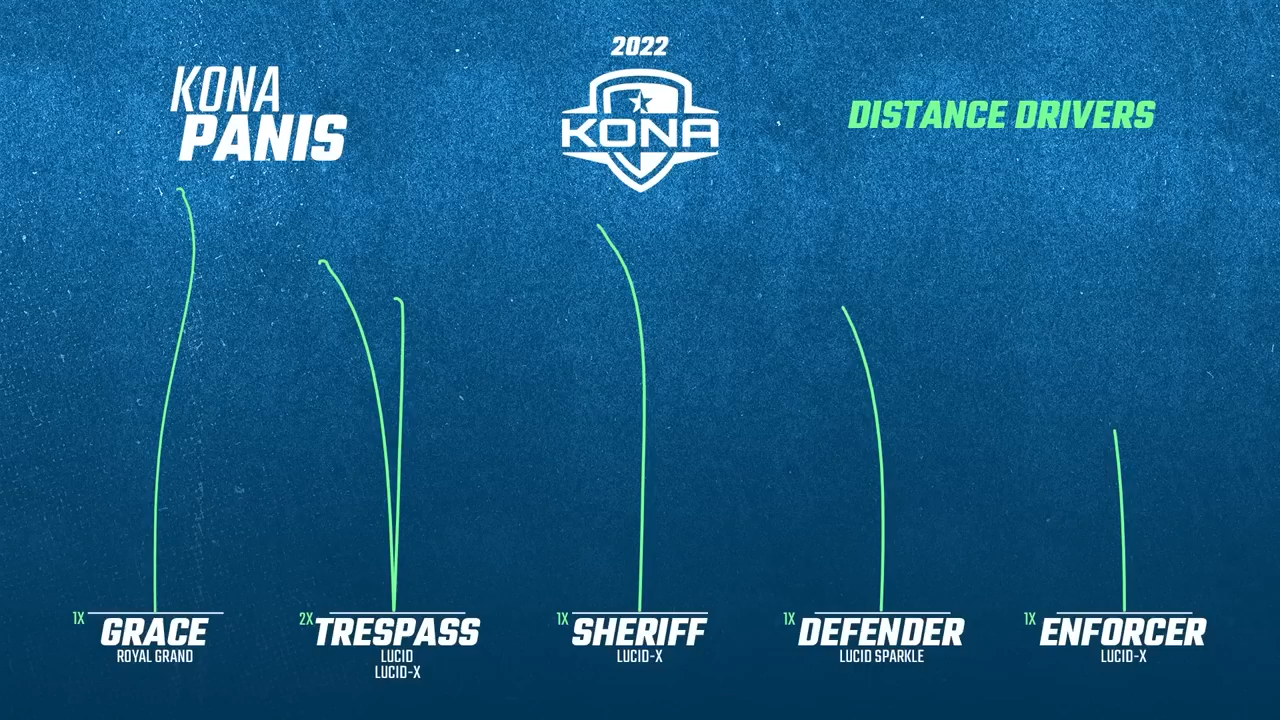 KONA
PANIS
2022
KONA
DISTANCE DRIVERS
1X
GRACE
ROYAL GRAND
2X
TRESPASS
LUCID
LUCID-X
1X
SHERIFF
LUCID-X
1X
DEFENDER
LUCID SPARKLE
1X
ENFORCER
LUCID-X